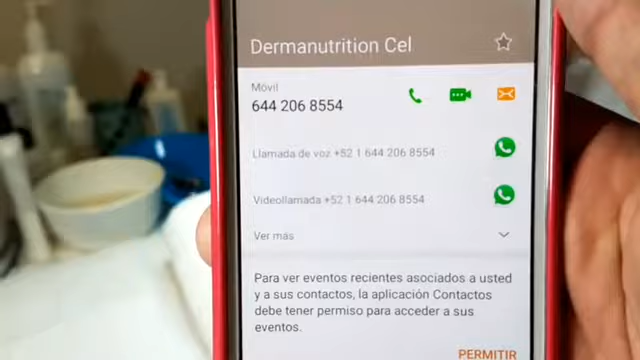 Dermanutrition Cel
Móvil
644 206 8554
Llamada de voz +52 1 644 206 8554
Videollamada +52 1 644 206 8554
Ver más
Para ver eventos recientes asociados a usted
y a sus contactos, la aplicación Contactos
debe tener permiso para acceder a sus
eventos.
PERMITIR